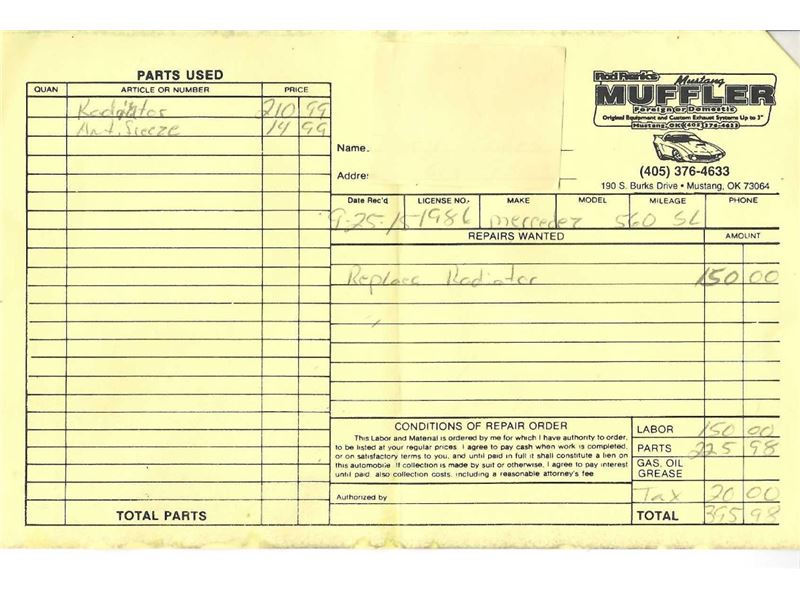 PARTS USED
QUAN. ARTICLE OR NUMBER PRICE
Radiator 210 99
Antifreeze 14 99
TOTAL PARTS
Rod Rank's Mustang
MUFFLER
Foreign or Domestic
Original Equipment and Custom Exhaust Systems Up to 3"
Mustang, OK (405) 376-4633
(405) 376-4633
190 S. Burks Drive • Mustang, OK 73064
Name
Addre
Date Rec'd LICENSE NO. MAKE MODEL MILEAGE PHONE
9-25-15 1986 mercedez 560 SL
REPAIRS WANTED AMOUNT
Replace Radiator 150 00
CONDITIONS OF REPAIR ORDER
This Labor and Material is ordered by me for which I have authority to order,
to be listed at your regular prices. I agree to pay cash when work is completed,
or on satisfactory terms to you, and until paid in full it shall constitute a lien on
this automobile. If collection is made by suit or otherwise, I agree to pay interest
until paid, also collection costs, including a reasonable attorney's fee.
Authorized by
LABOR 150 00
PARTS 225 98
GAS, OIL
GREASE
Tax 20 00
TOTAL 395 98